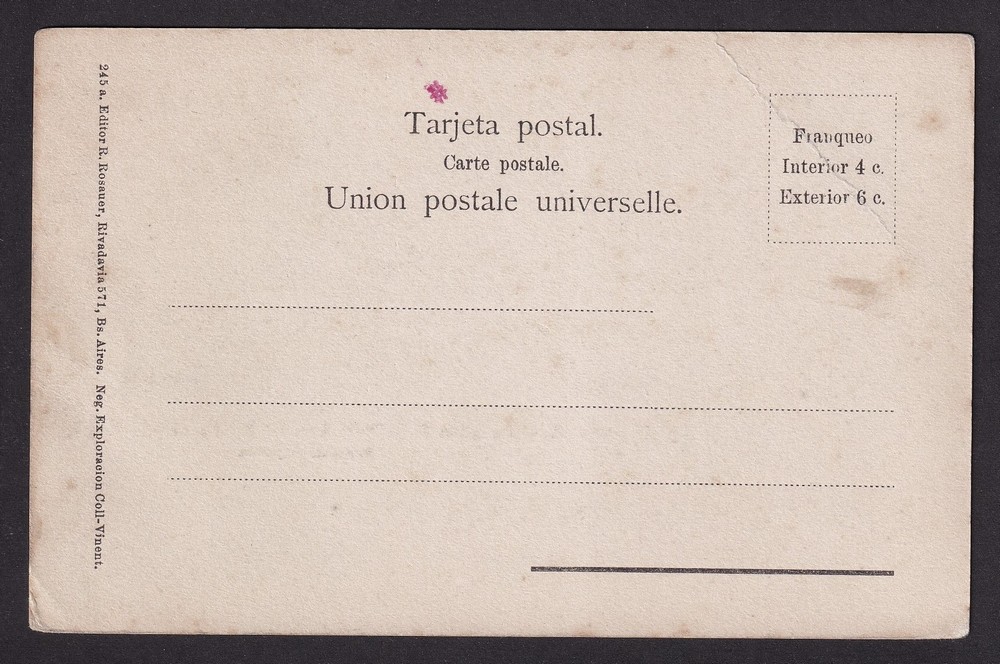 Tarjeta postal.
Carte postale.
Union postale universelle.
Franqueo
Interior 4 c.
Exterior 6 c.
245 a. Editor R. Rosauer, Rivadavia 571, Bs. Aires. Neg. Exploracion Coll-Vinent.